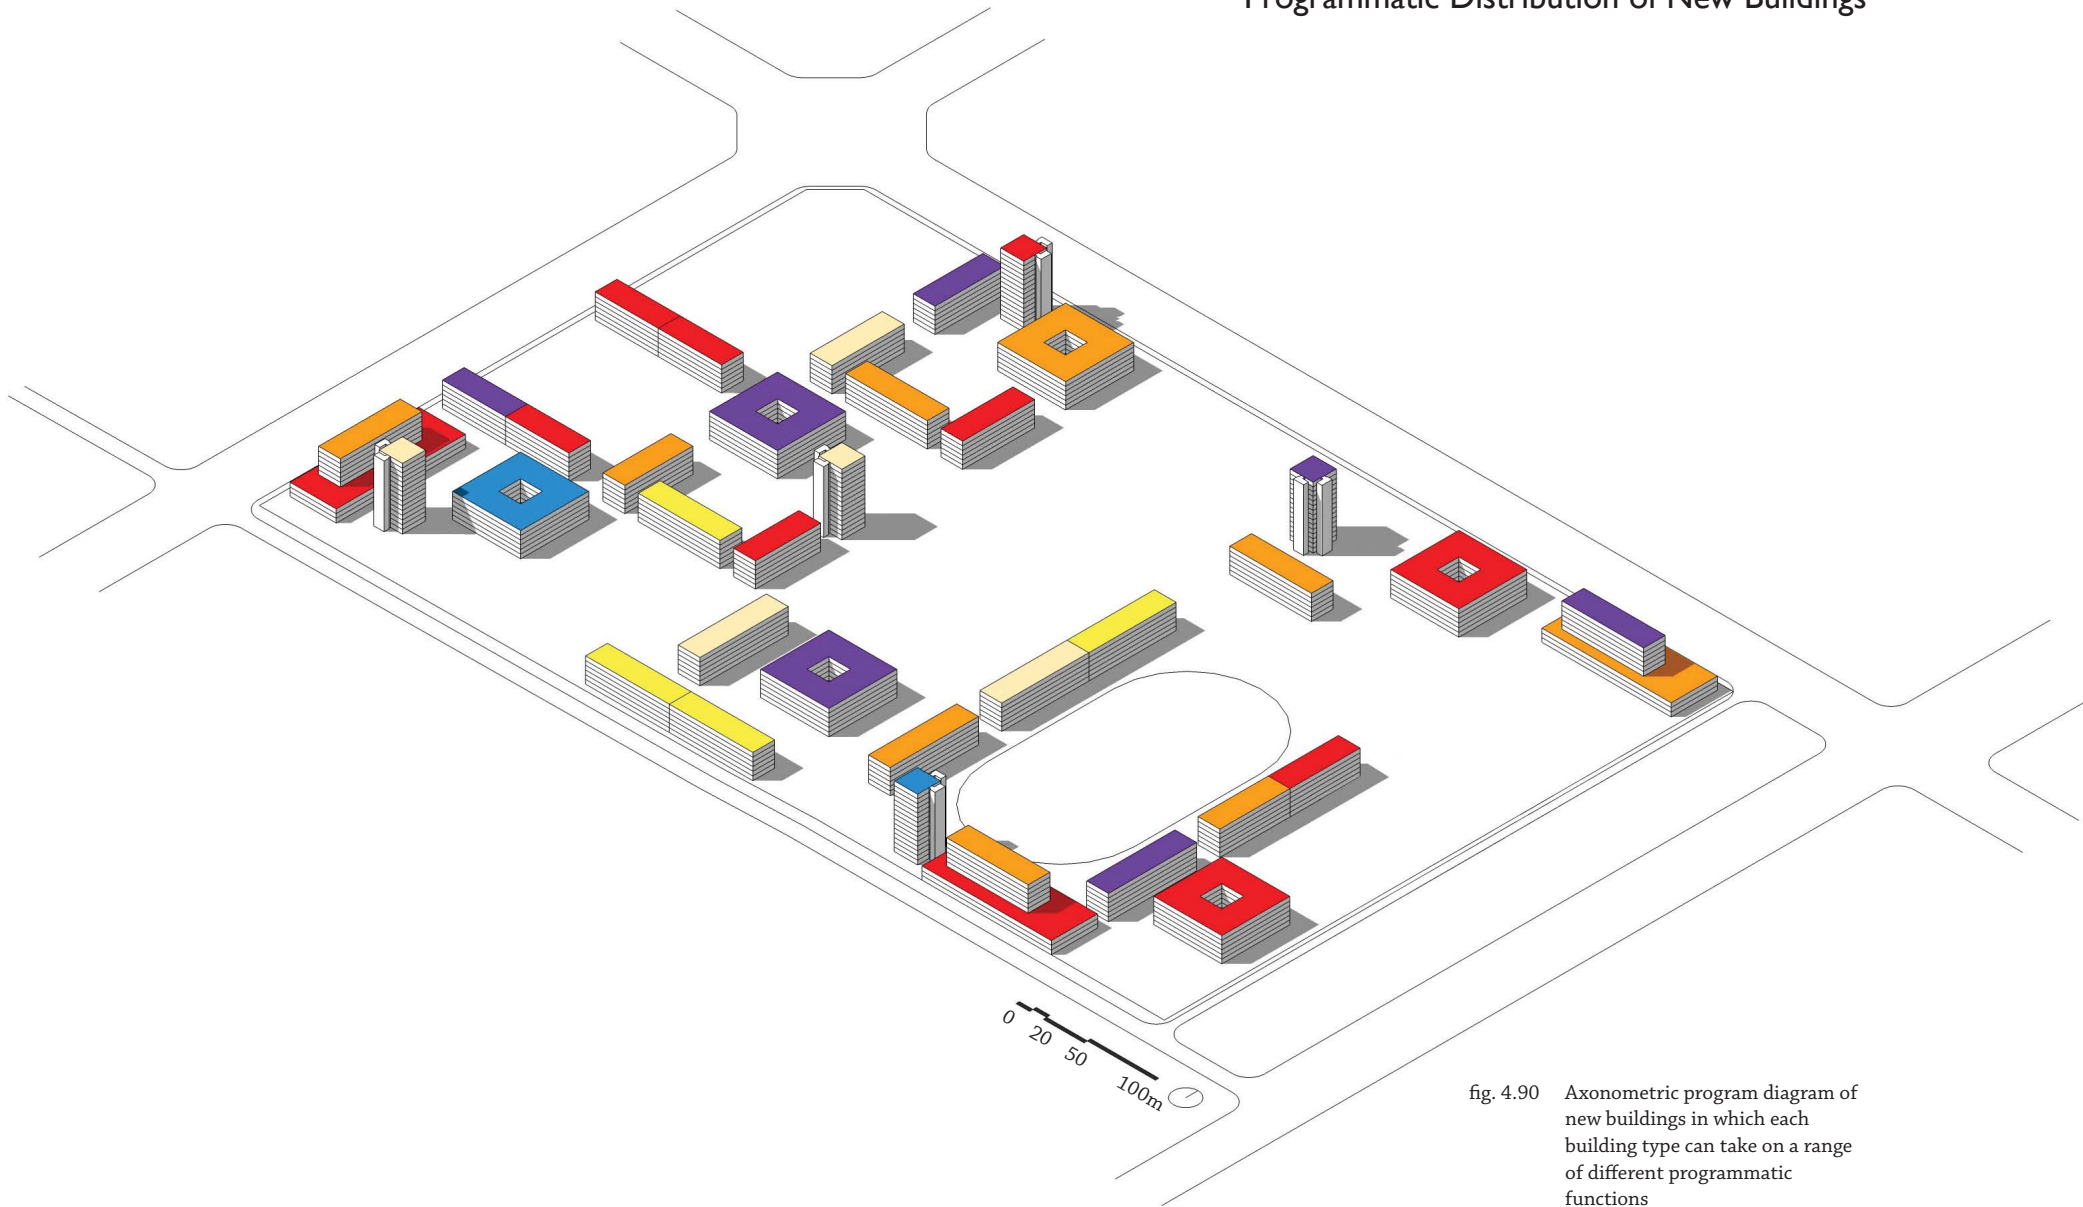 Programmatic Distribution of New Buildings
0 20 50 100m
fig. 4.90 Axonometric program diagram of
new buildings in which each
building type can take on a range
of different programmatic
functions